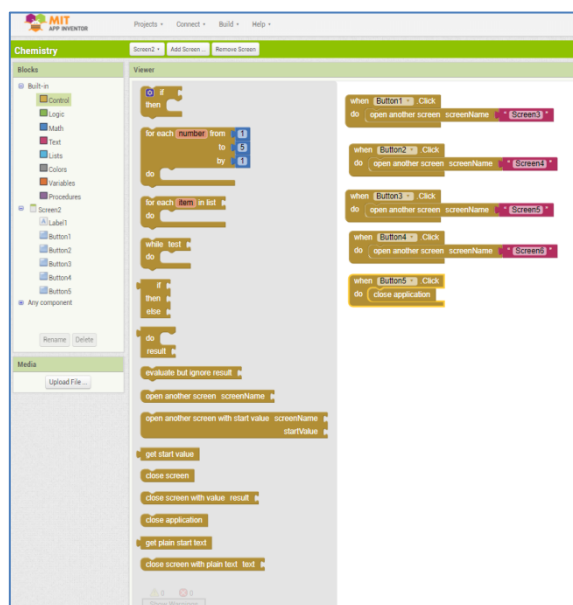 MIT
APP INVENTOR
Projects Connect Build Help
Chemistry
Screen2 Add Screen ... Remove Screen
Blocks
Built-in
Control
Logic
Math
Text
Lists
Colors
Variables
Procedures
Screen2
Label1
Button1
Button2
Button3
Button4
Button5
Any component
Rename Delete
Media
Upload File ...
Viewer
if
then
for each number from 1
to 5
by 1
do
for each item in list
do
while test
do
if
then
else
do
result
evaluate but ignore result
open another screen screenName
open another screen with start value screenName
startValue
get start value
close screen
close screen with value result
close application
get plain start text
close screen with plain text text
0 0
when Button1 .Click
do open another screen screenName " Screen3 "
when Button2 .Click
do open another screen screenName " Screen4 "
when Button3 .Click
do open another screen screenName " Screen5 "
when Button4 .Click
do open another screen screenName " Screen6 "
when Button5 .Click
do close application